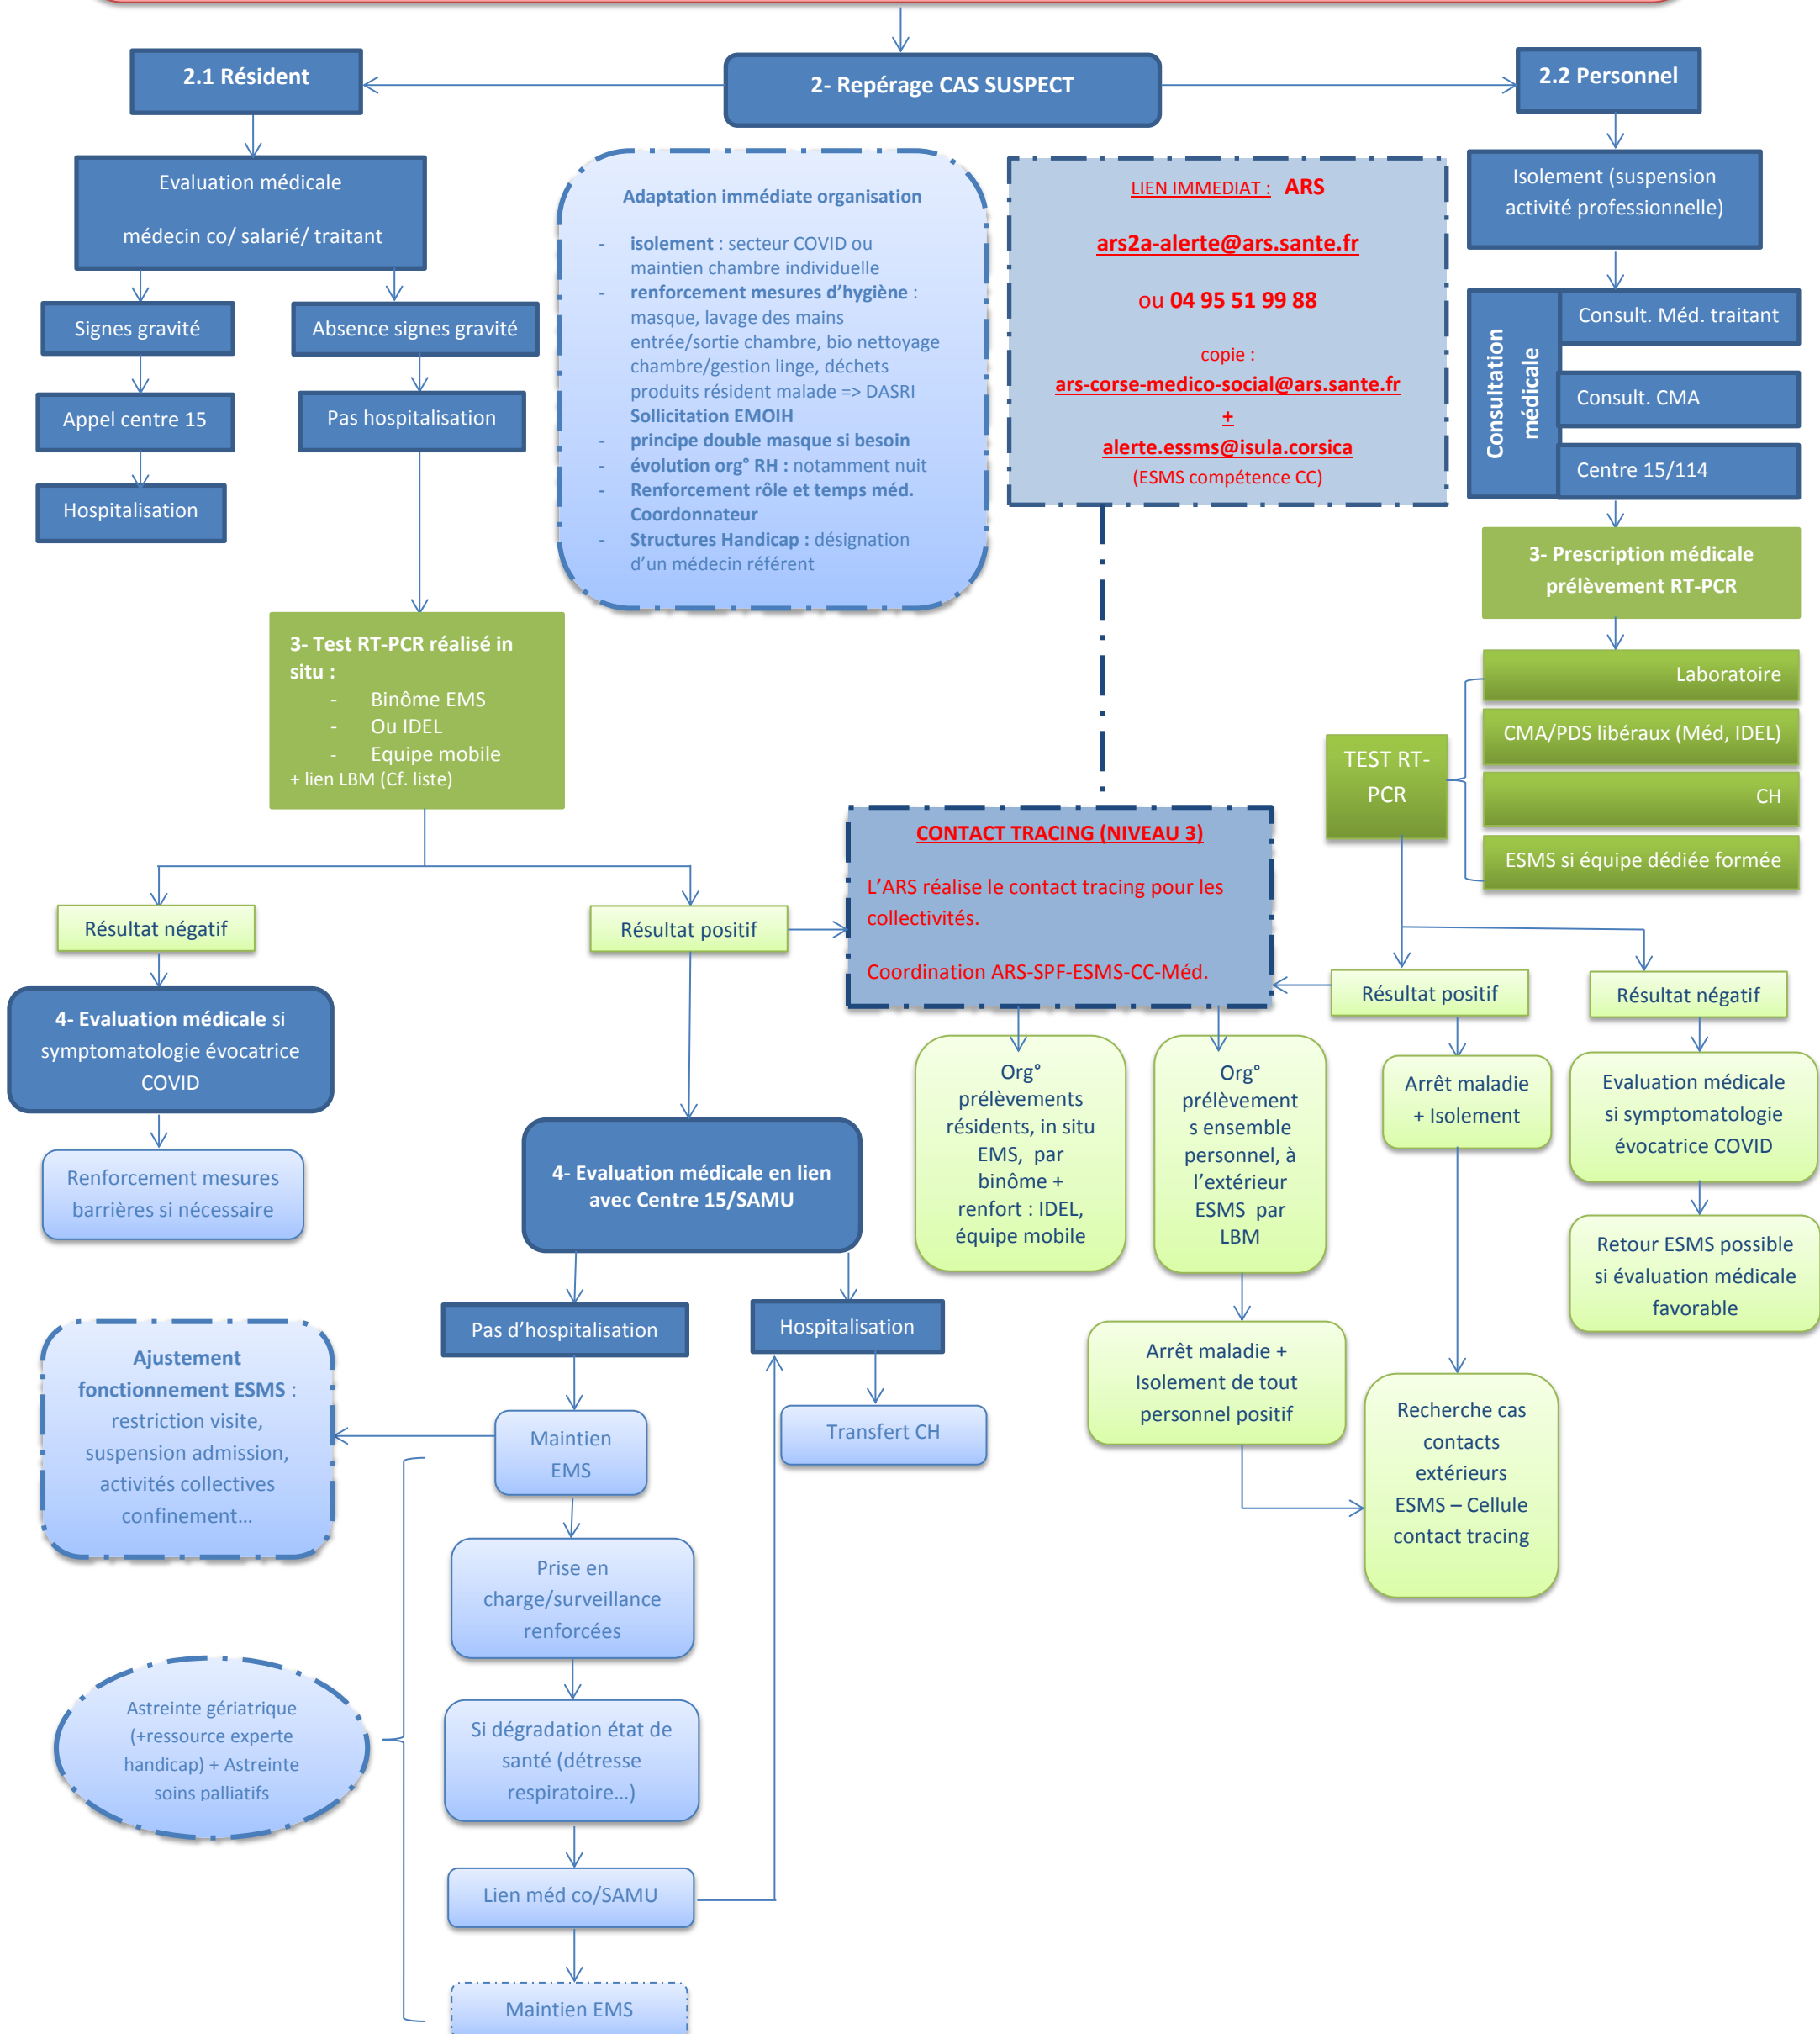 2- Repérage CAS SUSPECT
2.1 Résident
2.2 Personnel
Evaluation médicale
médecin co/ salarié/ traitant
Signes gravité
Absence signes gravité
Appel centre 15
Pas hospitalisation
Hospitalisation
Adaptation immédiate organisation
- isolement : secteur COVID ou
maintien chambre individuelle
- renforcement mesures d’hygiène :
masque, lavage des mains
entrée/sortie chambre, bio nettoyage
chambre/gestion linge, déchets
produits résident malade => DASRI
Sollicitation EMOIH
- principe double masque si besoin
- évolution org° RH : notamment nuit
- Renforcement rôle et temps méd.
Coordonnateur
- Structures Handicap : désignation
d’un médecin référent
LIEN IMMEDIAT : ARS
ars2a-alerte@ars.sante.fr
ou 04 95 51 99 88
copie :
ars-corse-medico-social@ars.sante.fr
+
alerte.essms@isula.corsica
(ESMS compétence CC)
Isolement (suspension
activité professionnelle)
Consultation
médicale
Consult. Méd. traitant
Consult. CMA
Centre 15/114
3- Prescription médicale
prélèvement RT-PCR
3- Test RT-PCR réalisé in
situ :
- Binôme EMS
- Ou IDEL
- Equipe mobile
+ lien LBM (Cf. liste)
TEST RT-
PCR
Laboratoire
CMA/PDS libéraux (Méd, IDEL)
CH
ESMS si équipe dédiée formée
CONTACT TRACING (NIVEAU 3)
L’ARS réalise le contact tracing pour les
collectivités.
Coordination ARS-SPF-ESMS-CC-Méd.
Résultat négatif
Résultat positif
Résultat positif
Résultat négatif
4- Evaluation médicale si
symptomatologie évocatrice
COVID
Renforcement mesures
barrières si nécessaire
4- Evaluation médicale en lien
avec Centre 15/SAMU
Org°
prélèvements
résidents, in situ
EMS, par
binôme +
renfort : IDEL,
équipe mobile
Org°
prélèvement
s ensemble
personnel, à
l’extérieur
ESMS par
LBM
Arrêt maladie
+ Isolement
Evaluation médicale
si symptomatologie
évocatrice COVID
Retour ESMS possible
si évaluation médicale
favorable
Pas d’hospitalisation
Hospitalisation
Arrêt maladie +
Isolement de tout
personnel positif
Recherche cas
contacts
extérieurs
ESMS – Cellule
contact tracing
Ajustement
fonctionnement ESMS :
restriction visite,
suspension admission,
activités collectives
confinement…
Maintien
EMS
Transfert CH
Prise en
charge/surveillance
renforcées
Astreinte gériatrique
(+ressource experte
handicap) + Astreinte
soins palliatifs
Si dégradation état de
santé (détresse
respiratoire…)
Lien méd co/SAMU
Maintien EMS